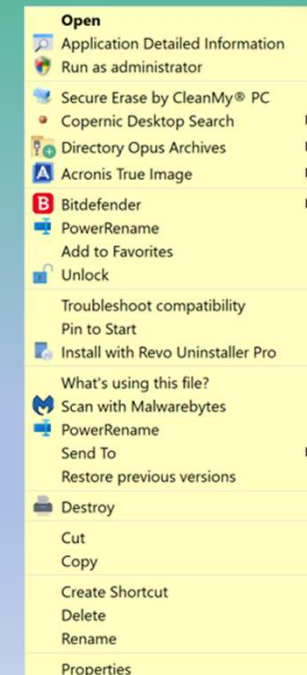 Open
Application Detailed Information
Run as administrator
Secure Erase by CleanMy® PC
Copernic Desktop Search
Directory Opus Archives
Acronis True Image
Bitdefender
PowerRename
Add to Favorites
Unlock
Troubleshoot compatibility
Pin to Start
Install with Revo Uninstaller Pro
What's using this file?
Scan with Malwarebytes
PowerRename
Send To
Restore previous versions
Destroy
Cut
Copy
Create Shortcut
Delete
Rename
Properties